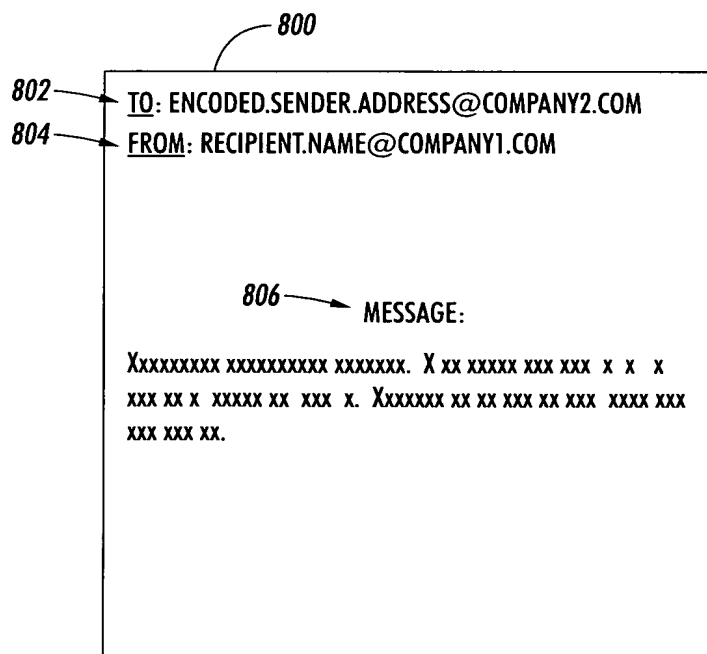 800
802 TO: ENCODED.SENDER.ADDRESS@COMPANY2.COM
804 FROM: RECIPIENT.NAME@COMPANY1.COM
806 MESSAGE:
Xxxxxxxxx xxxxxxxxxx xxxxxxx. X xx xxxxx xxx xxx x x x
xxx xx x xxxxx xx xxx x. Xxxxxxx xx xx xxx xx xxx xxxx xxx
xxx xxx xx.